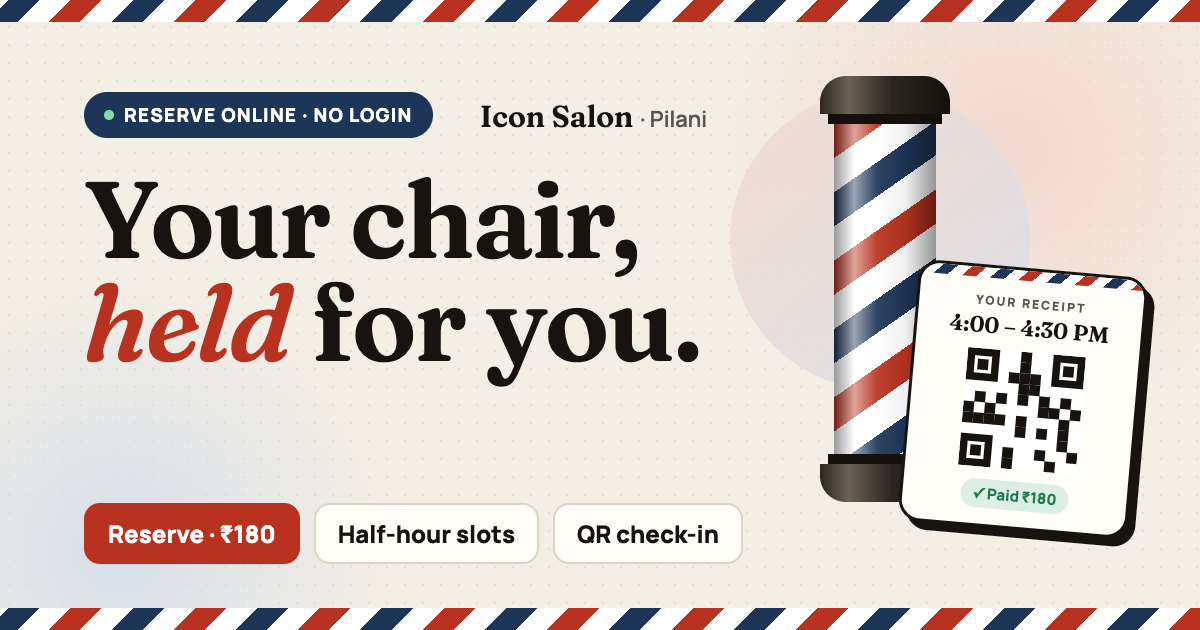 RESERVE ONLINE · NO LOGIN
Icon Salon · Pilani
Your chair,
held for you.
Reserve · ₹180
Half-hour slots
QR check-in
YOUR RECEIPT
4:00 – 4:30 PM
✓Paid ₹180